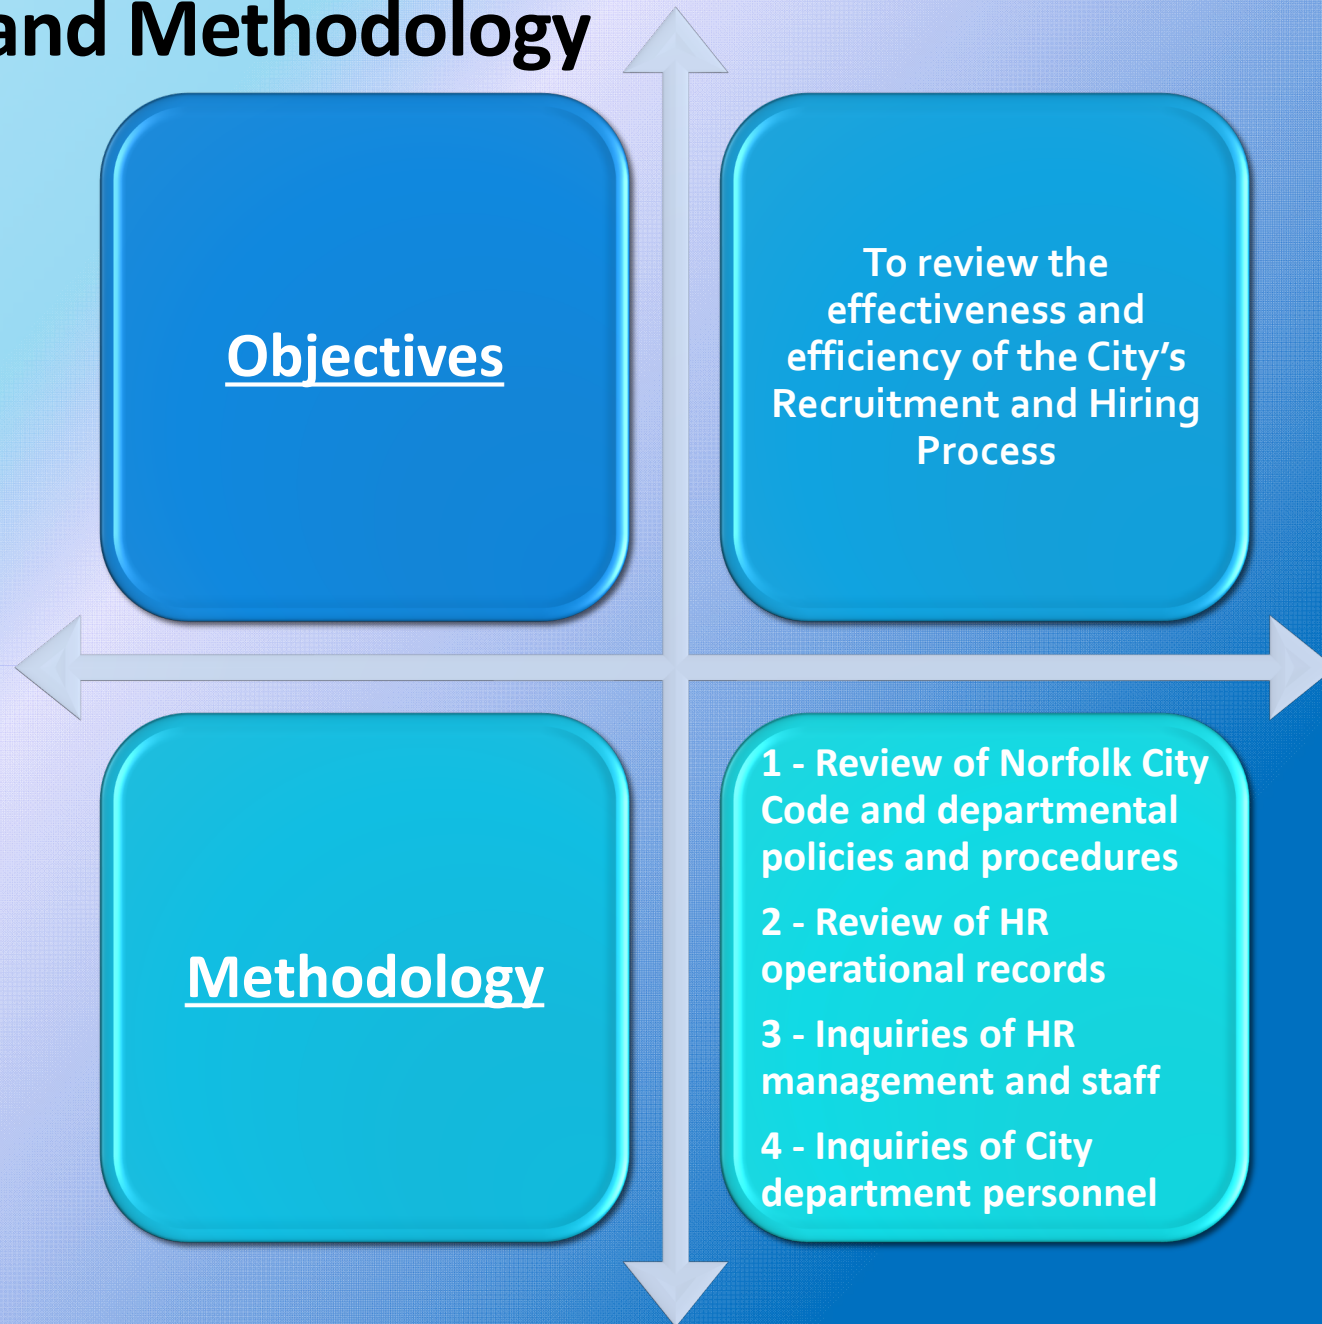 and Methodology
Objectives
To review the
effectiveness and
efficiency of the City’s
Recruitment and Hiring
Process
Methodology
1 - Review of Norfolk City
Code and departmental
policies and procedures
2 - Review of HR
operational records
3 - Inquiries of HR
management and staff
4 - Inquiries of City
department personnel